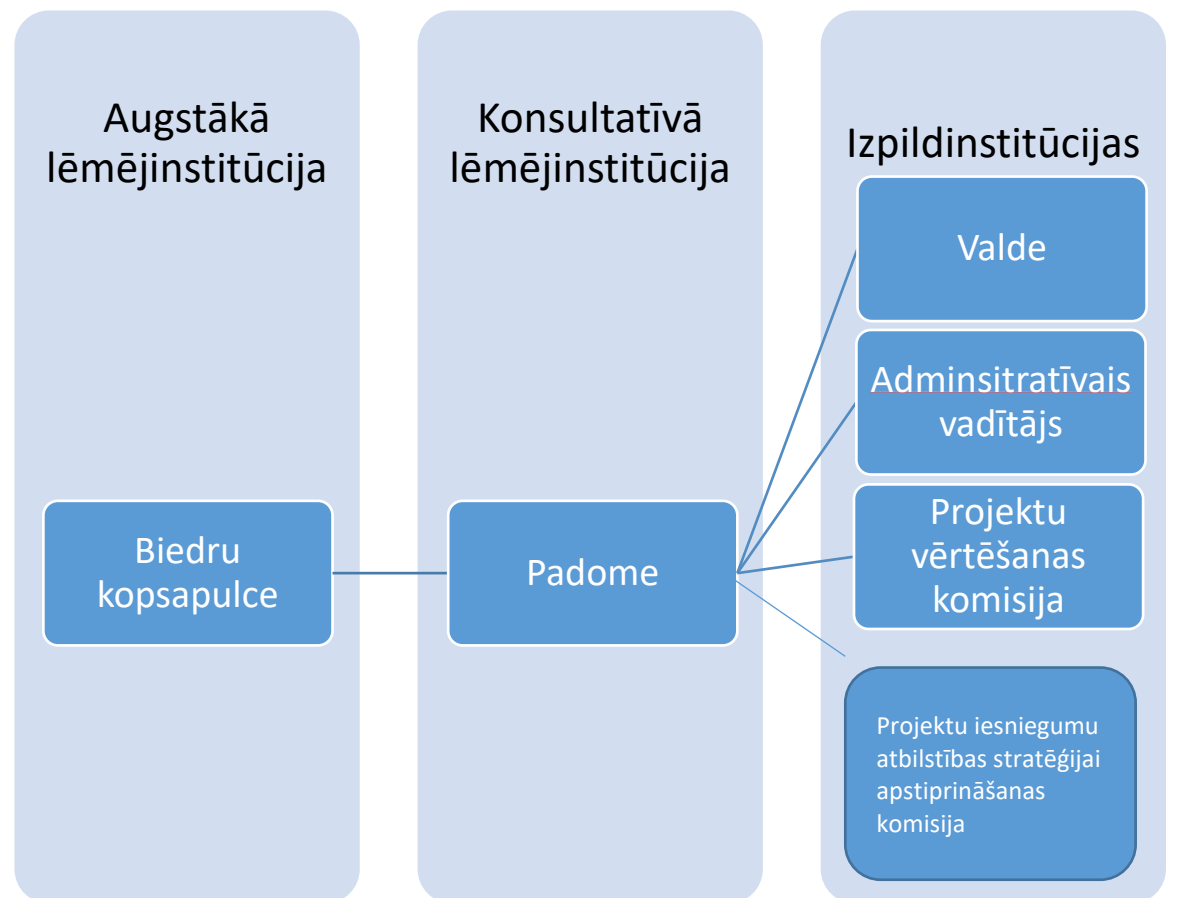 Augstākā
lēmējinstitūcija
Biedru
kopsapulce
Konsultatīvā
lēmējinstitūcija
Padome
Izpildinstitūcijas
Valde
Adminsitratīvais
vadītājs
Projektu
vērtēšanas
komisija
Projektu iesniegumu
atbilstības stratēģijai
apstiprināšanas
komisija